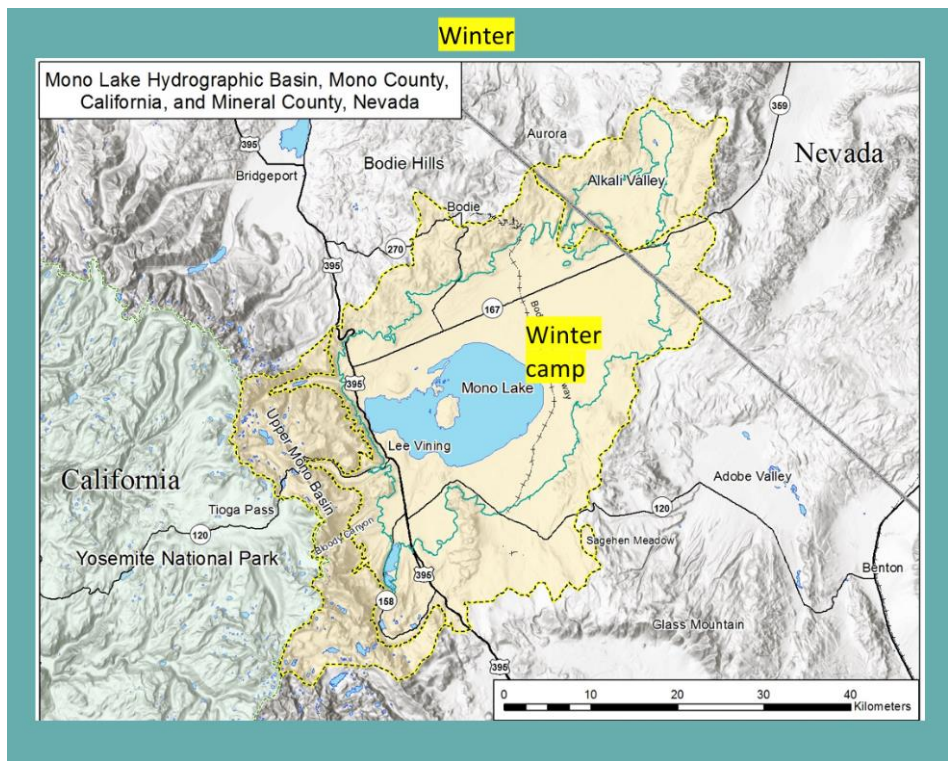 Winter
Mono Lake Hydrographic Basin, Mono County,
California, and Mineral County, Nevada
359
Aurora
395
Bodie Hills
Nevada
Bridgeport
Alkali Valley
Bodie
270
395
167
Winter
camp
395
Mono Lake
way
Lee Vining
Upper Mono Basin
California
Adobe Valley
Tioga Pass
120
120
Bloody Canyon
Sagehen Meadow
Yosemite National Park
395
Benton
158
Glass Mountain
395
0 10 20 30 40
Kilometers